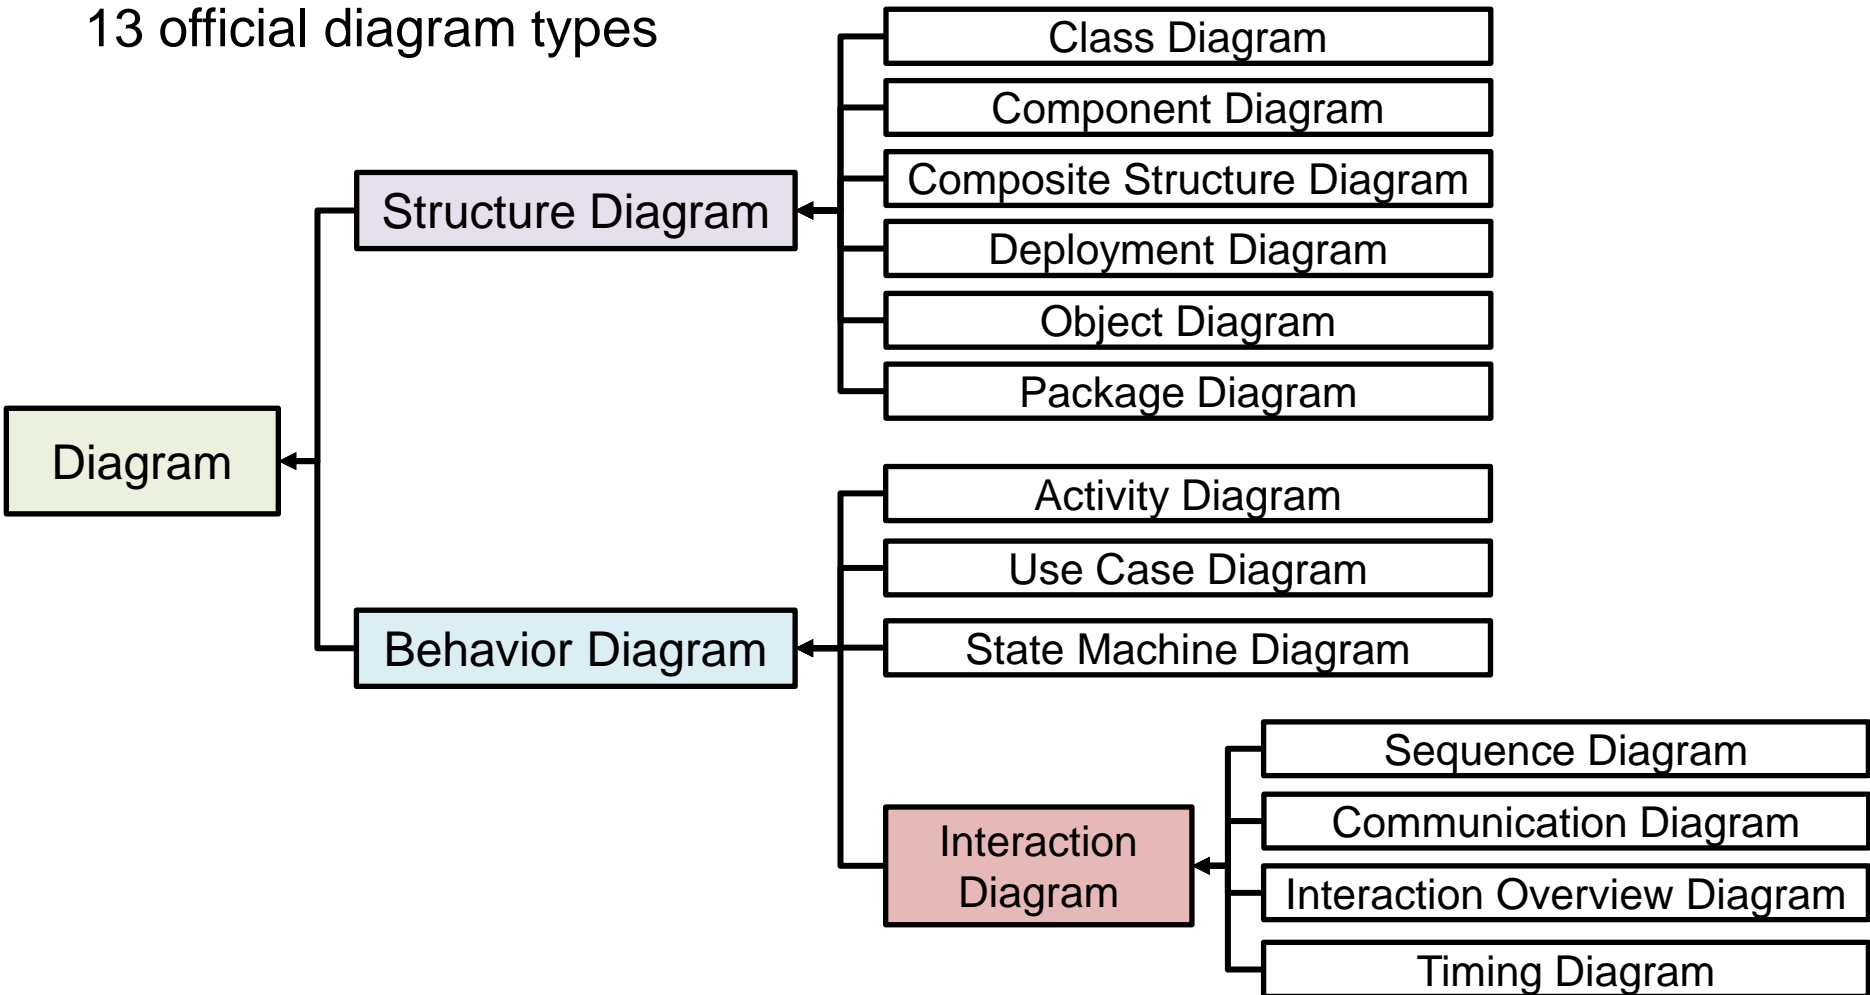 13 official diagram types
Class Diagram
Component Diagram
Composite Structure Diagram
Structure Diagram
Deployment Diagram
Object Diagram
Package Diagram
Diagram
Activity Diagram
Use Case Diagram
Behavior Diagram
State Machine Diagram
Sequence Diagram
Communication Diagram
Interaction
Diagram
Interaction Overview Diagram
Timing Diagram